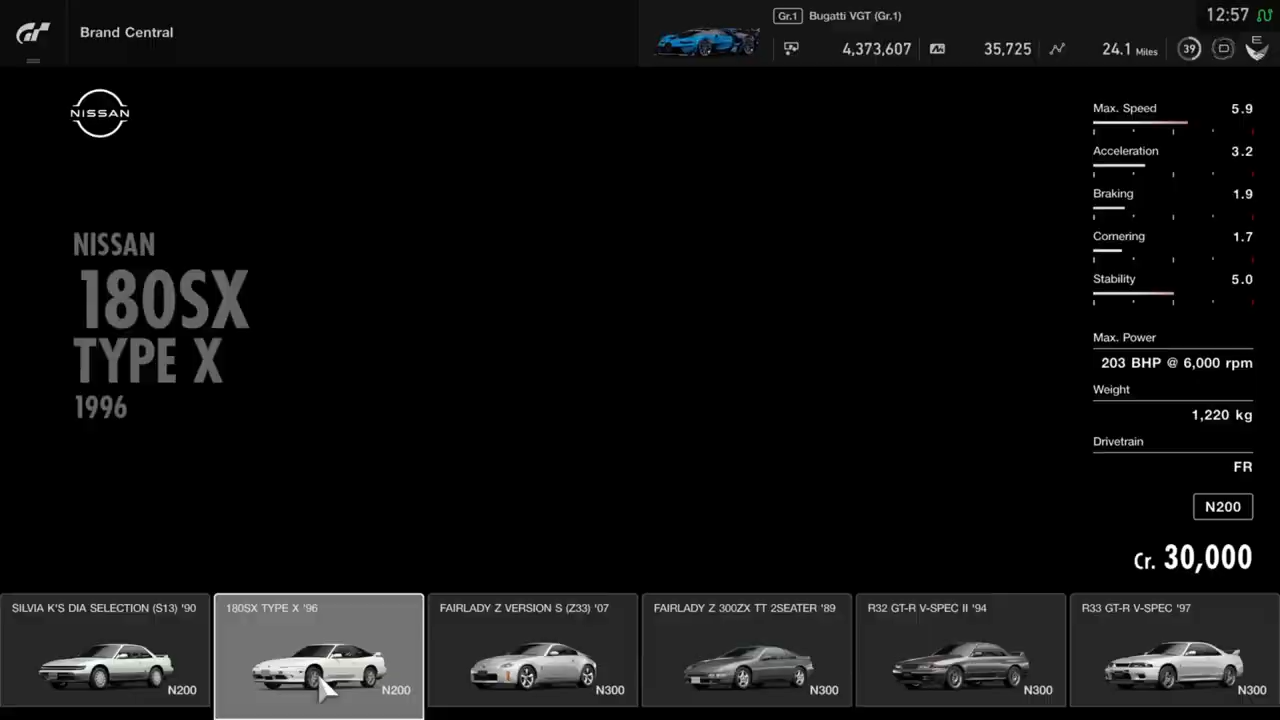 GT
Brand Central
Gr.1 Bugatti VGT (Gr.1)
12:57
4,373,607
35,725
24.1 Miles
39
D
E
NISSAN
NISSAN
180SX
TYPE X
1996
Max. Speed 5.9
Acceleration 3.2
Braking 1.9
Cornering 1.7
Stability 5.0
Max. Power
203 BHP @ 6,000 rpm
Weight
1,220 kg
Drivetrain
FR
N200
Cr. 30,000
SILVIA K'S DIA SELECTION (S13) '90
N200
180SX TYPE X '96
N200
FAIRLADY Z VERSION S (Z33) '07
N300
FAIRLADY Z 300ZX TT 2SEATER '89
N300
R32 GT-R V-SPEC II '94
N300
R33 GT-R V-SPEC '97
N300